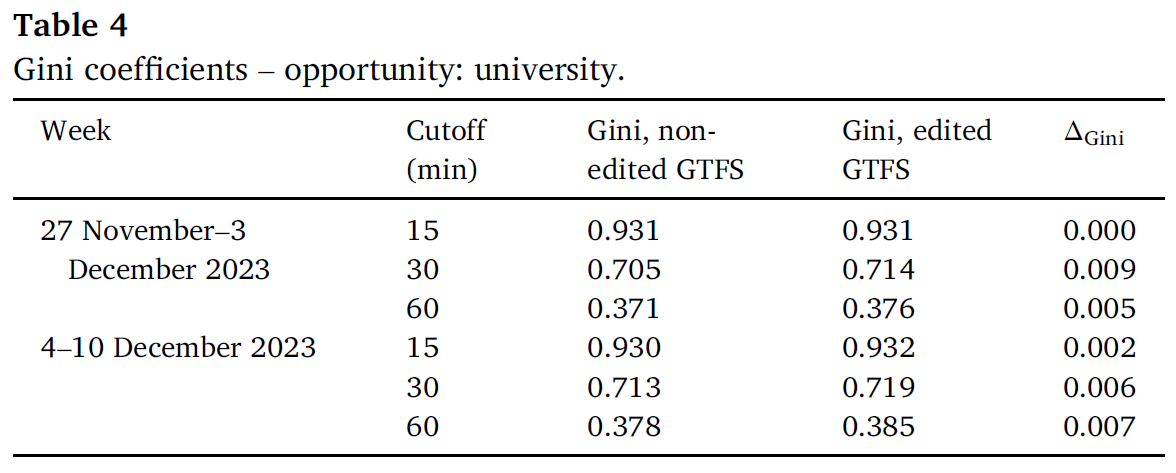 Table 4
Gini coefficients – opportunity: university.
Week Cutoff (min) Gini, non-edited GTFS Gini, edited GTFS ΔGini
27 November–3 December 2023 15 0.931 0.931 0.000
30 0.705 0.714 0.009
60 0.371 0.376 0.005
4–10 December 2023 15 0.930 0.932 0.002
30 0.713 0.719 0.006
60 0.378 0.385 0.007